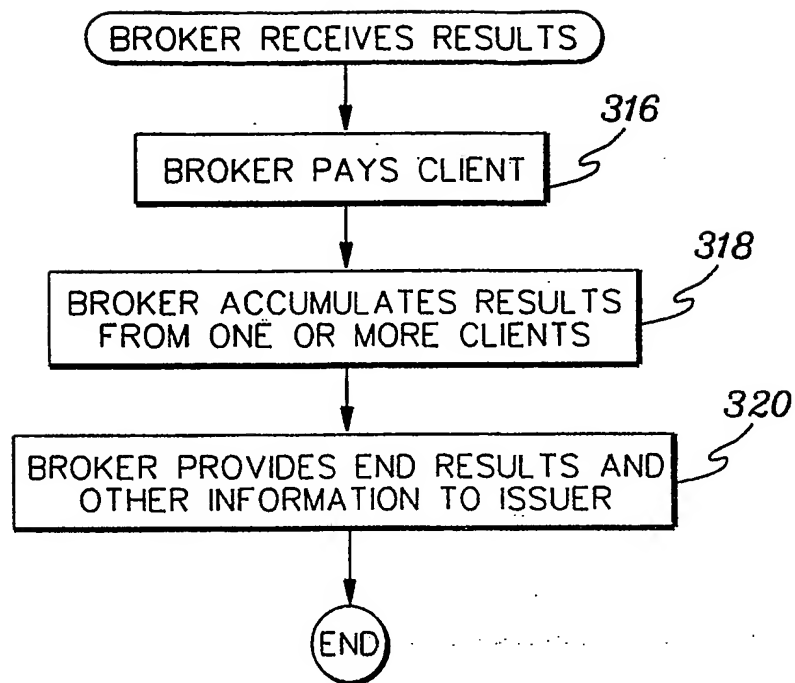 BROKER RECEIVES RESULTS
316
BROKER PAYS CLIENT
318
BROKER ACCUMULATES RESULTS
FROM ONE OR MORE CLIENTS
320
BROKER PROVIDES END RESULTS AND
OTHER INFORMATION TO ISSUER
END